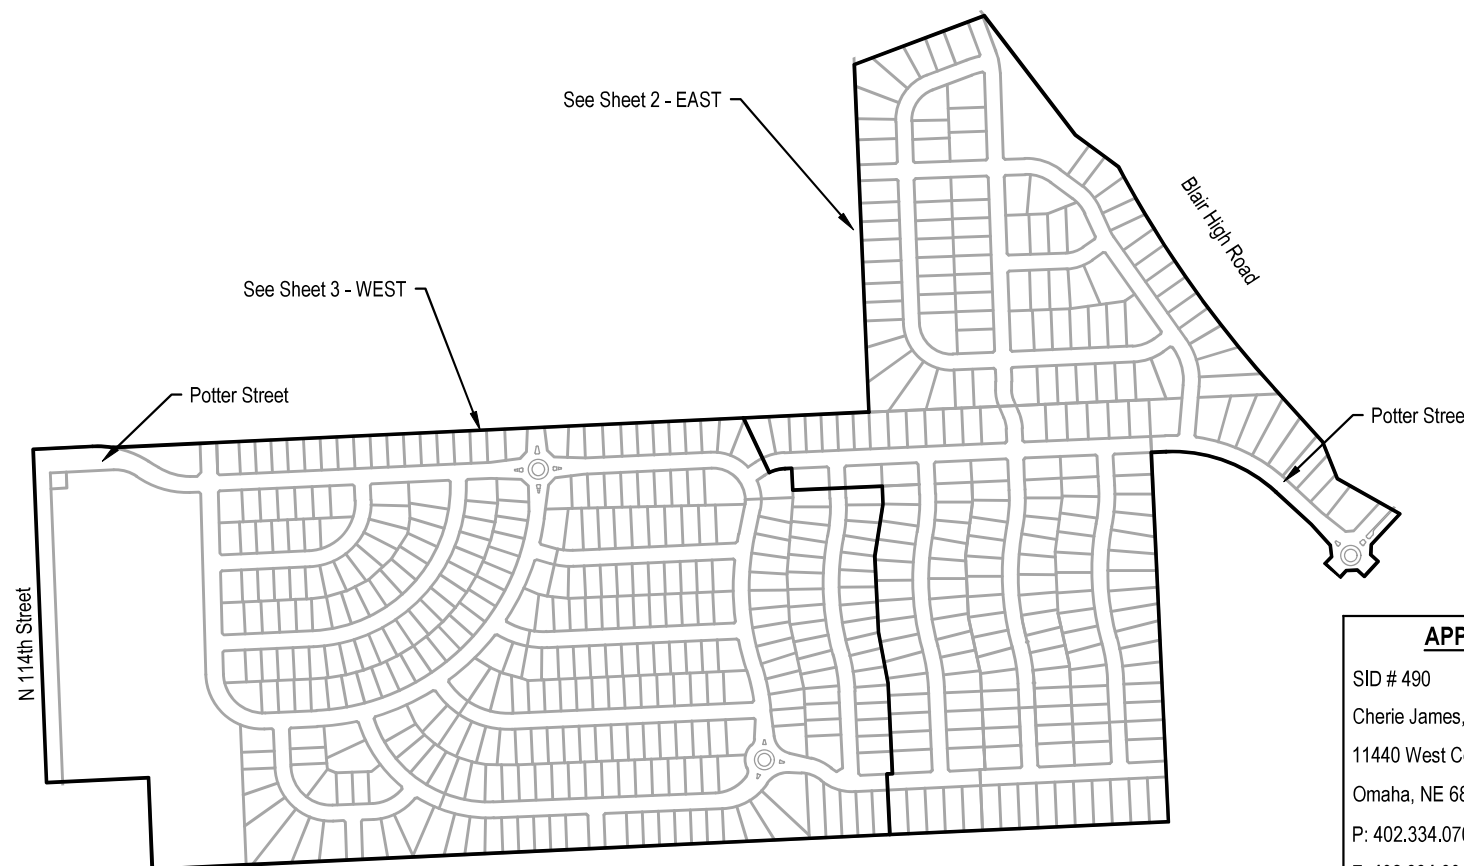 See Sheet 2 - EAST
Blair High Road
See Sheet 3 - WEST
Potter Street
Potter Stree
N 114th Street
APP
SID # 490
Cherie James,
11440 West C
Omaha, NE 68
P: 402.334.07